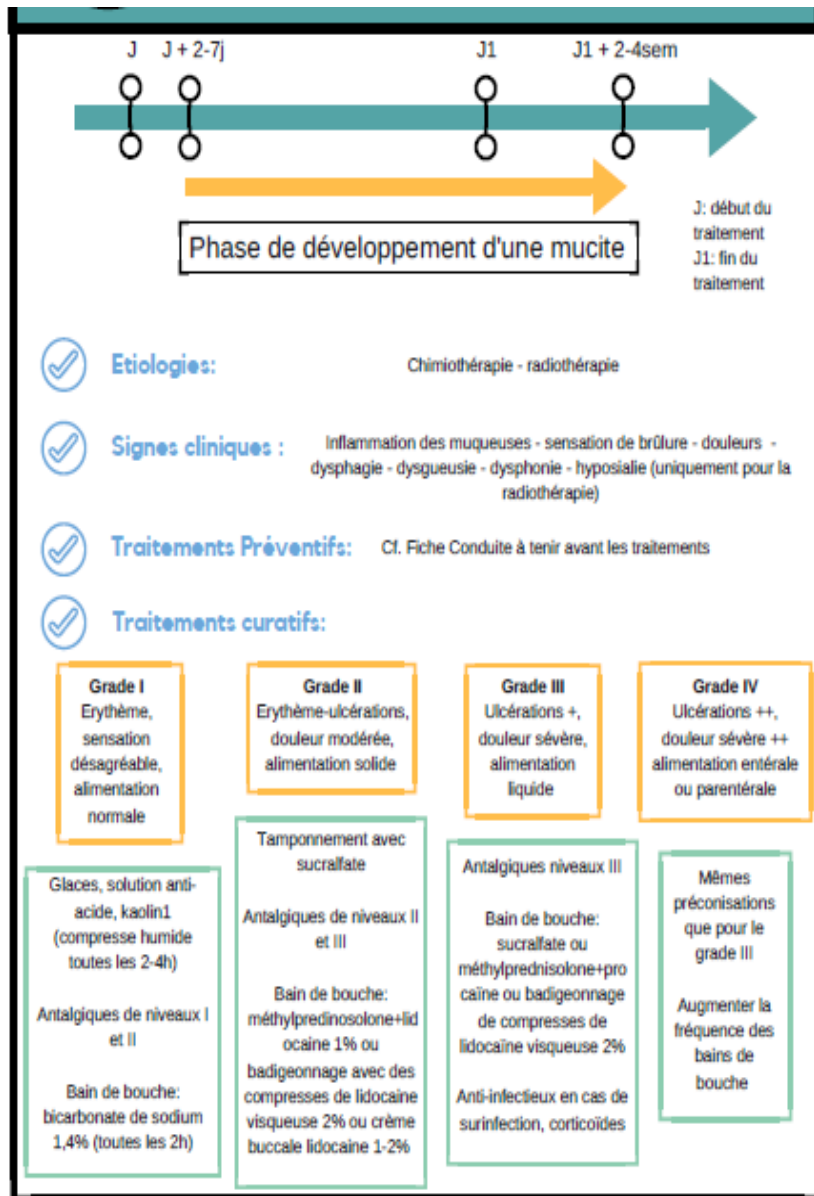 J
J + 2-7j
J1
J1 + 2-4sem
Phase de développement d'une mucite
J: début du
traitement
J1: fin du
traitement
Etiologies:
Chimiothérapie - radiothérapie
Signes cliniques :
Inflammation des muqueuses - sensation de brûlure - douleurs -
dysphagie - dysgueusie - dysphonie - hyposialie (uniquement pour la
radiothérapie)
Traitements Préventifs:
Cf. Fiche Conduite à tenir avant les traitements
Traitements curatifs:
Grade I
Erythème,
sensation
désagréable,
alimentation
normale
Glaces, solution anti-
acide, kaolin1
(compresse humide
toutes les 2-4h)
Antalgiques de niveaux I
et II
Bain de bouche:
bicarbonate de sodium
1,4% (toutes les 2h)
Grade II
Erythème-ulcérations,
douleur modérée,
alimentation solide
Tamponnement avec
sucralfate
Antalgiques de niveaux II
et III
Bain de bouche:
méthylpredinosolone+lid
ocaine 1% ou
badigeonnage avec des
compresses de lidocaine
visqueuse 2% ou crème
buccale lidocaine 1-2%
Grade III
Ulcérations +,
douleur sévère,
alimentation
liquide
Antalgiques niveaux III
Bain de bouche:
sucralfate ou
méthylprednisolone+pro
caïne ou badigeonnage
de compresses de
lidocaïne visqueuse 2%
Anti-infectieux en cas de
surinfection, corticoïdes
Grade IV
Ulcérations ++,
douleur sévère ++
alimentation entérale
ou parentérale
Mêmes
préconisations
que pour le
grade III
Augmenter la
fréquence des
bains de
bouche